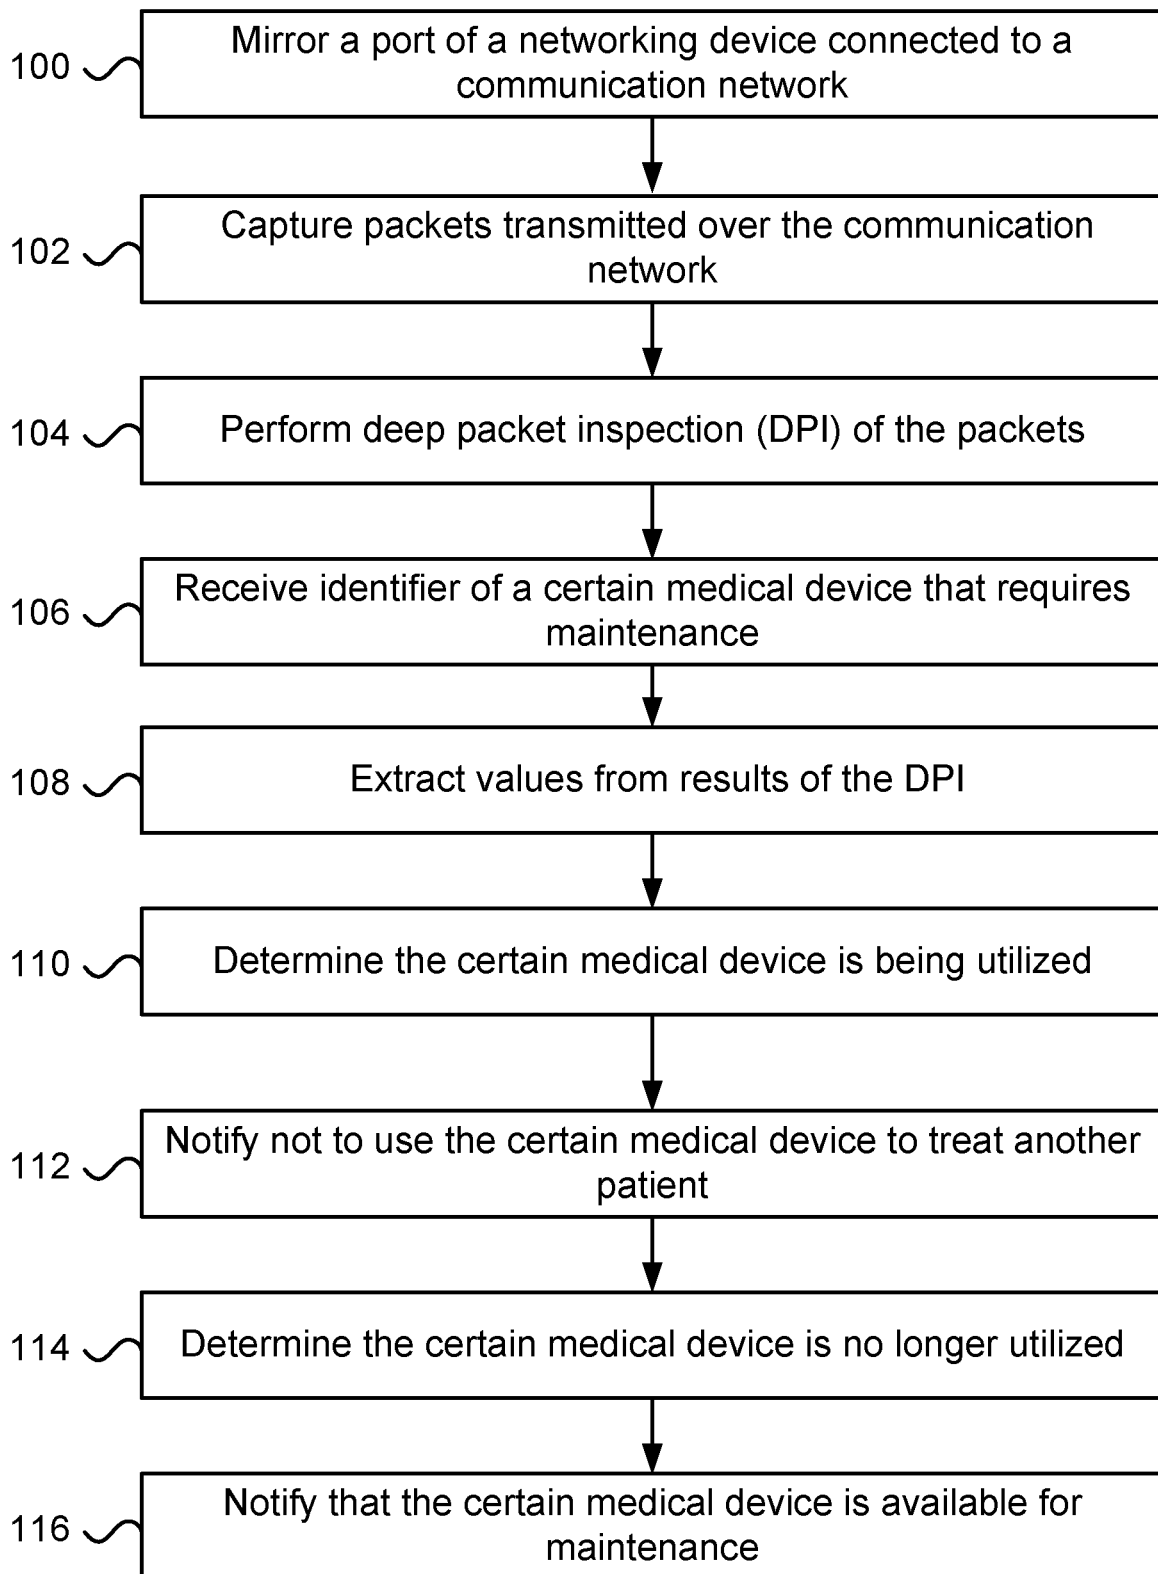 100
Mirror a port of a networking device connected to a
communication network
102
Capture packets transmitted over the communication
network
104
Perform deep packet inspection (DPI) of the packets
106
Receive identifier of a certain medical device that requires
maintenance
108
Extract values from results of the DPI
110
Determine the certain medical device is being utilized
112
Notify not to use the certain medical device to treat another
patient
114
Determine the certain medical device is no longer utilized
116
Notify that the certain medical device is available for
maintenance